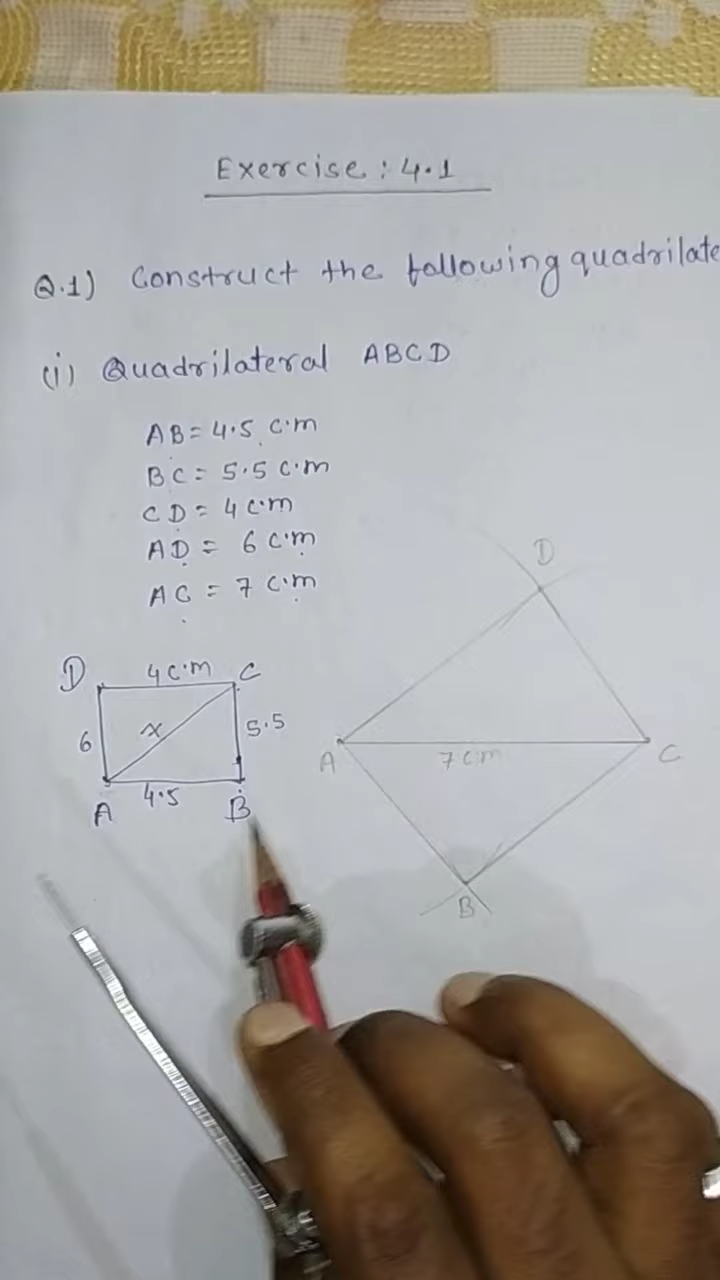 Exercise : 4.1
Q.1) Construct the following quadrilate
(i) Quadrilateral ABCD
AB = 4.5 c.m
BC = 5.5 c.m
CD = 4 c.m
AD = 6 c.m
AC = 7 c.m
D 4 c.m C
6 5.5
A 4.5 B
D
A 7 cm C
B